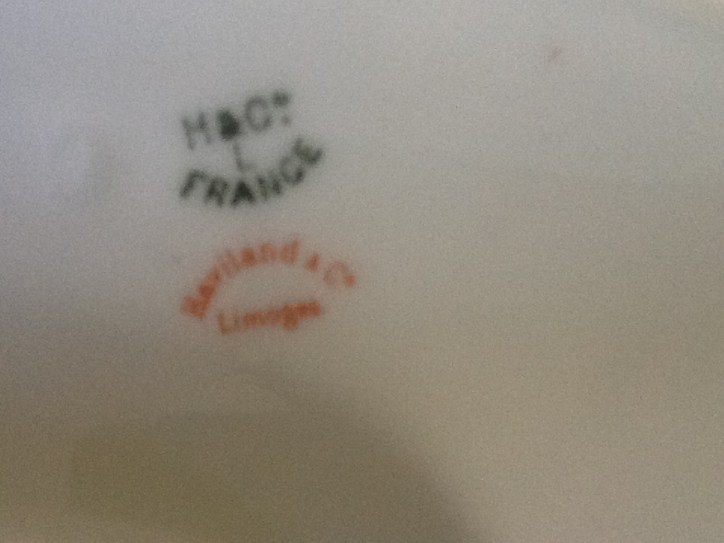 H&Co
L
FRANCE
Haviland & Co
Limoges